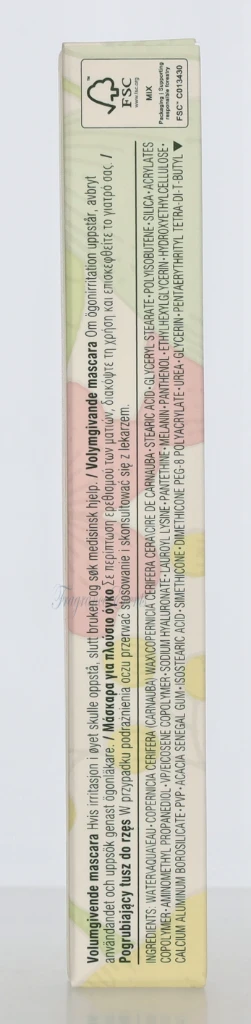 FSC
www.fsc.org
MIX
Packaging | Supporting
responsible forestry
FSC™ C013430
Volumgivende mascara Hvis irritasjon i øyet skulle oppstå, slutt bruken og søk medisinsk hjelp. / Volymgivande mascara Om ögonirritation uppstår, avbryt
användandet och uppsök genast ögonläkare. / Μάσκαρα για πλούσιο όγκο Σε περίπτωση ερεθισμού των ματιών, διακόψτε τη χρήση και επισκεφθείτε το γιατρό σας. /
Pogrubiający tusz do rzęs W przypadku podrażnienia oczu przerwać stosowanie i skonsultować się z lekarzem.
INGREDIENTS: WATER\AQUA\EAU•COPERNICIA CERIFERA (CARNAUBA) WAX\COPERNICIA CERIFERA CERA\CIRE DE CARNAUBA•STEARIC ACID•GLYCERYL STEARATE•POLYISOBUTENE•SILICA•ACRYLATES
COPOLYMER•AMINOMETHYL PROPANEDIOL•VP/EICOSENE COPOLYMER•SODIUM HYALURONATE•LAUROYL LYSINE•PANTETHINE•MELANIN•PANTHENOL•ETHYLHEXYLGLYCERIN•HYDROXYETHYLCELLULOSE•
CALCIUM ALUMINUM BOROSILICATE•PVP•ACACIA SENEGAL GUM•ISOSTEARIC ACID•SIMETHICONE•DIMETHICONE PEG-8 POLYACRYLATE•UREA•GLYCERIN•PENTAERYTHRITYL TETRA-DI-T-BUTYL ▼